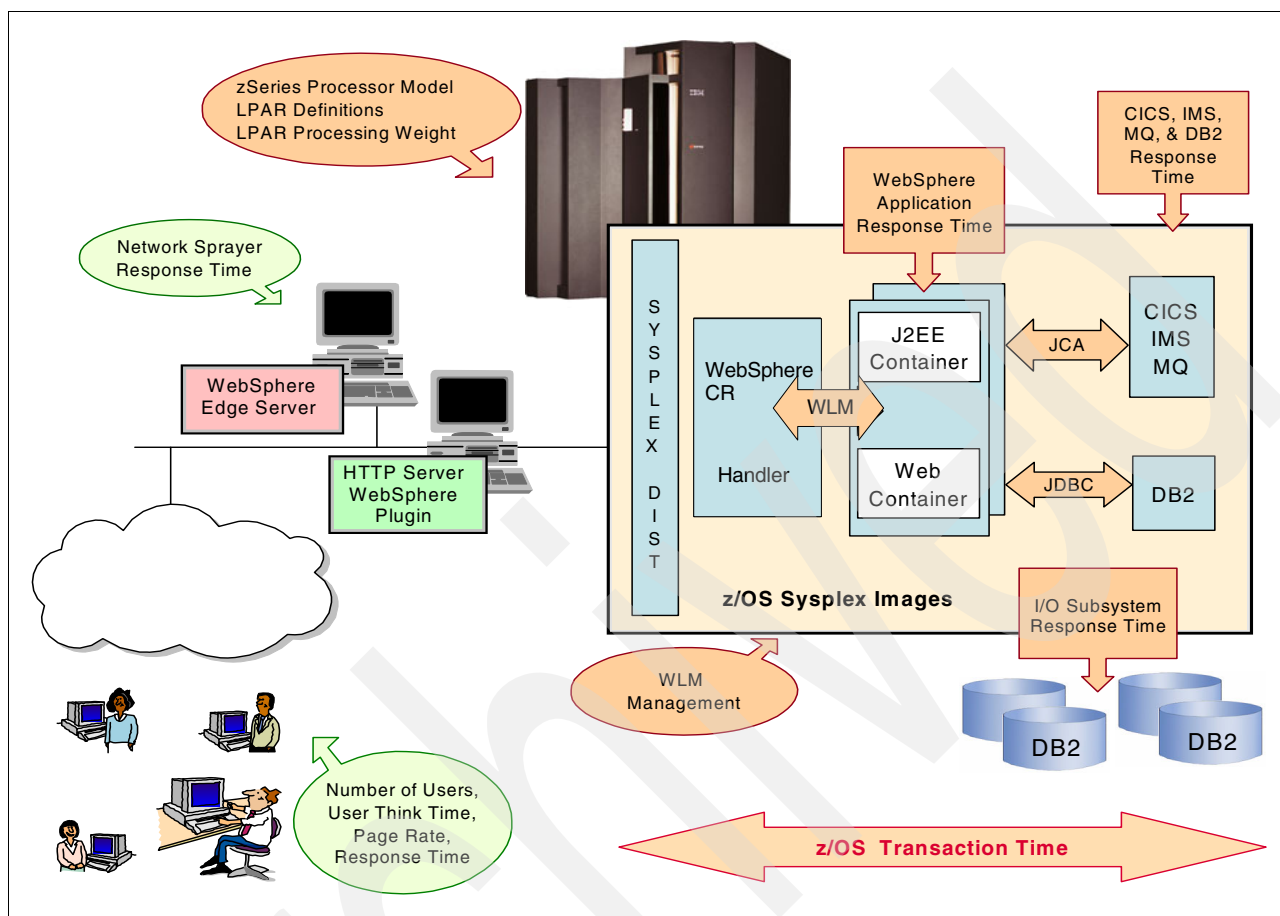 zSeries Processor Model
LPAR Definitions
LPAR Processing Weight
IBM
CICS, IMS,
MQ, & DB2
Response
Time
WebSphere
Application
Response Time
Network Sprayer
Response Time
WebSphere
Edge Server
HTTP Server
WebSphere
Plugin
S
Y
S
P
L
E
X
D
I
S
T
WebSphere
CR
Handler
WLM
J2EE
Container
Web
Container
JCA
JDBC
CICS
IMS
MQ
DB2
z/OS Sysplex Images
I/O Subsystem
Response Time
WLM
Management
DB2
DB2
Number of Users,
User Think Time,
Page Rate,
Response Time
z/OS Transaction Time